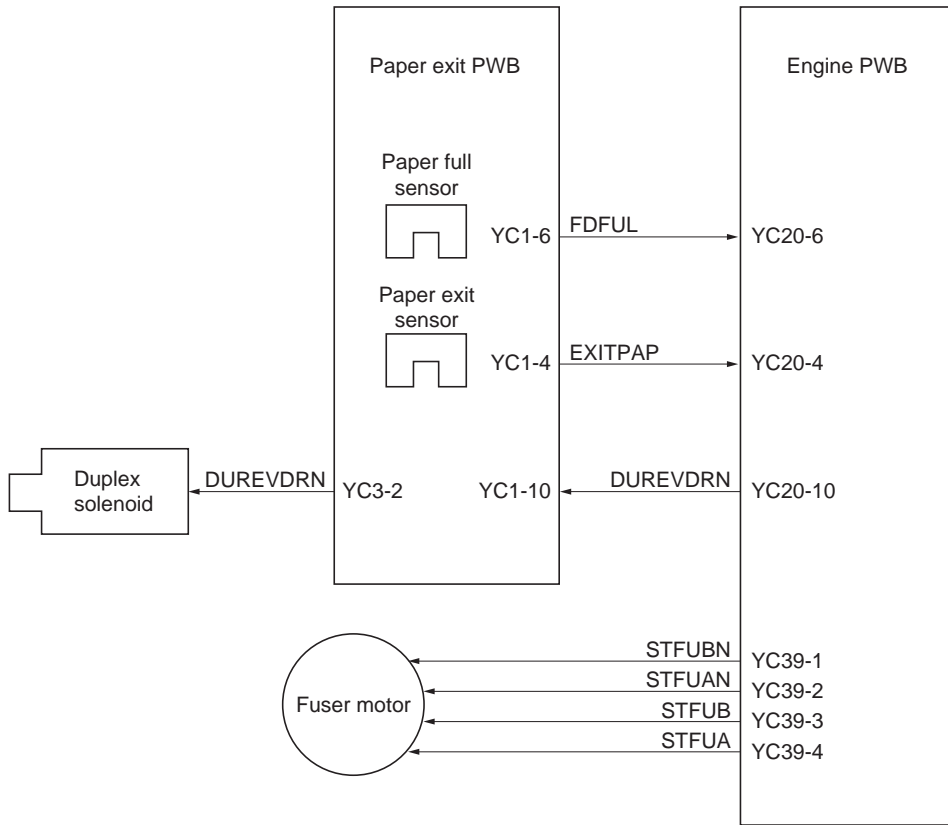 Paper exit PWB
Engine PWB
Paper full
sensor
YC1-6
FDFUL
YC20-6
Paper exit
sensor
YC1-4
EXITPAP
YC20-4
Duplex
solenoid
DUREVDRN
YC3-2
YC1-10
DUREVDRN
YC20-10
Fuser motor
STFUBN
YC39-1
STFUAN
YC39-2
STFUB
YC39-3
STFUA
YC39-4